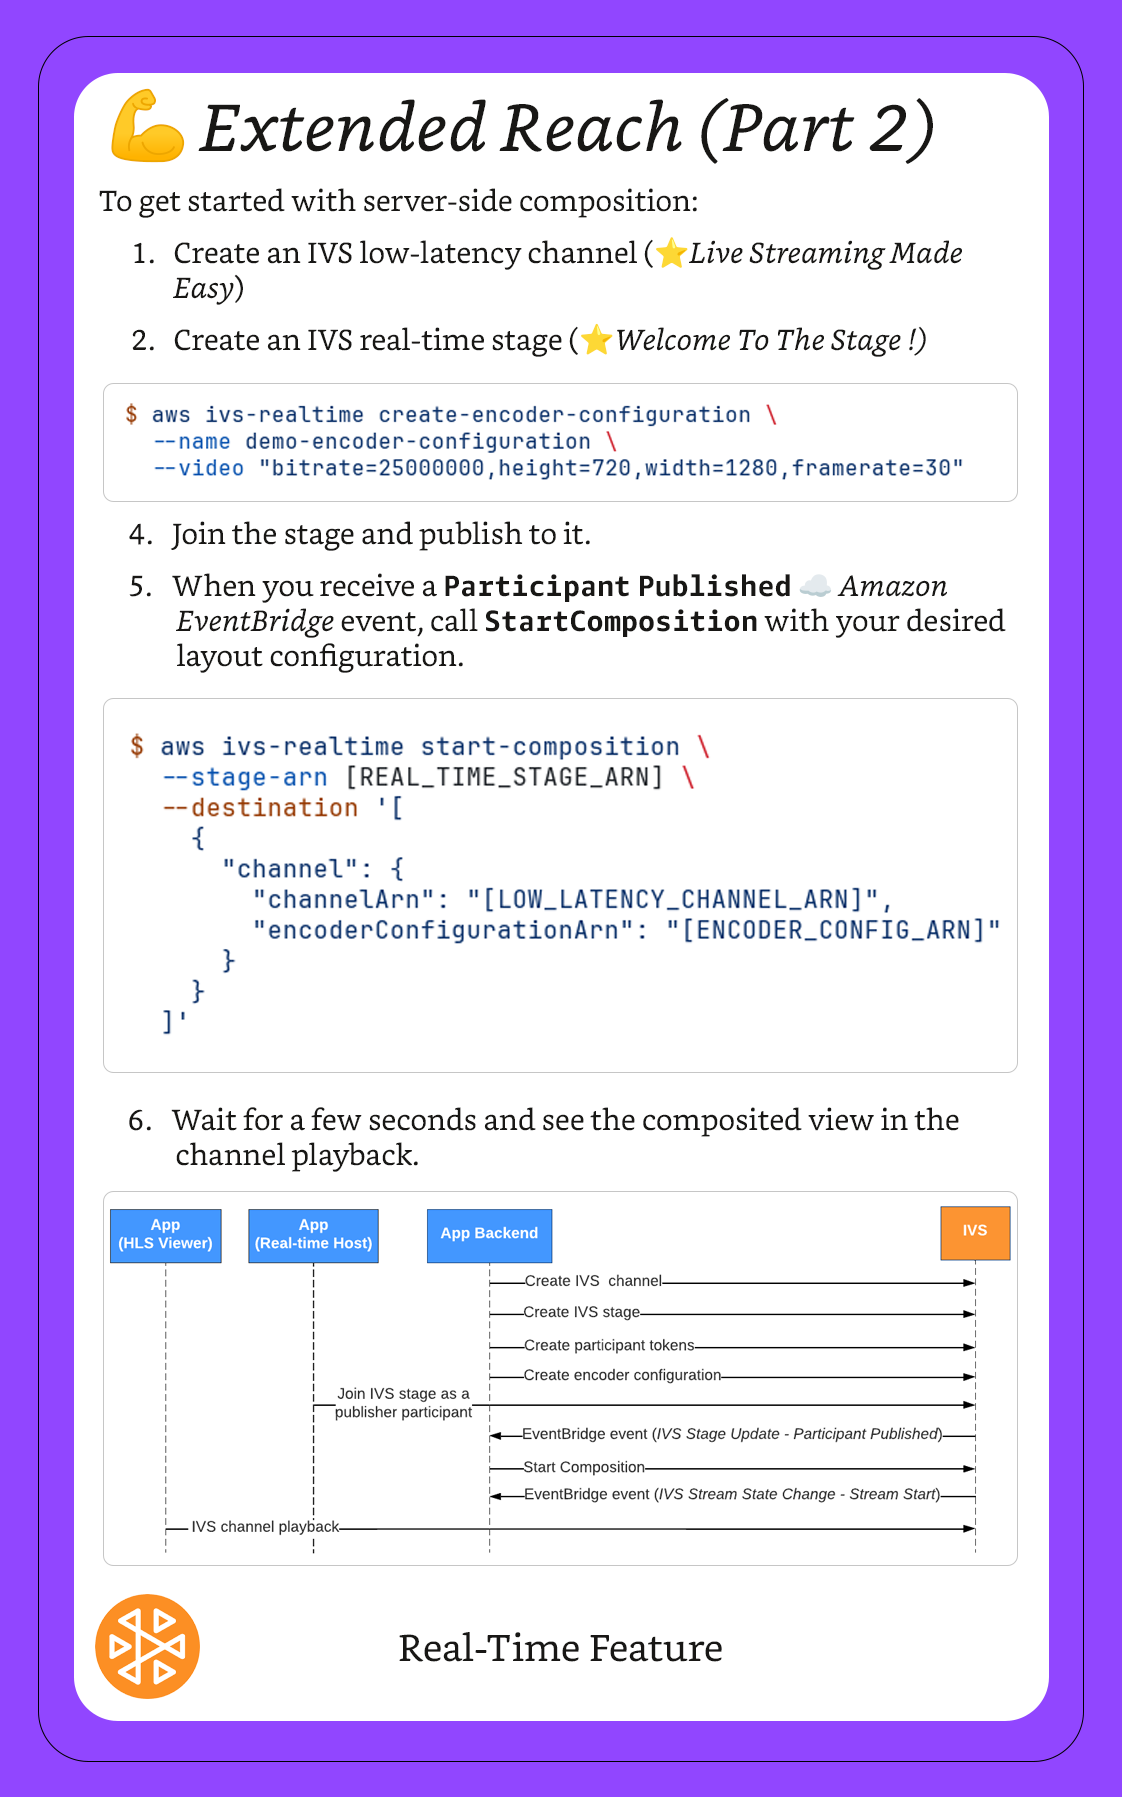 💪 Extended Reach (Part 2)
To get started with server-side composition:
1. Create an IVS low-latency channel (⭐Live Streaming Made
Easy)
2. Create an IVS real-time stage (⭐Welcome To The Stage !)
$ aws ivs-realtime create-encoder-configuration \
--name demo-encoder-configuration \
--video "bitrate=25000000,height=720,width=1280,framerate=30"
4. Join the stage and publish to it.
5. When you receive a Participant Published ☁️ Amazon
EventBridge event, call StartComposition with your desired
layout configuration.
$ aws ivs-realtime start-composition \
--stage-arn [REAL_TIME_STAGE_ARN] \
--destination '[
{
"channel": {
"channelArn": "[LOW_LATENCY_CHANNEL_ARN]",
"encoderConfigurationArn": "[ENCODER_CONFIG_ARN]"
}
}
]'
6. Wait for a few seconds and see the composited view in the
channel playback.
App
(HLS Viewer)
App
(Real-time Host)
App Backend
IVS
Create IVS  channel
Create IVS stage
Create participant tokens
Create encoder configuration
Join IVS stage as a
publisher participant
EventBridge event (IVS Stage Update - Participant Published)
Start Composition
EventBridge event (IVS Stream State Change - Stream Start)
IVS channel playback
Real-Time Feature